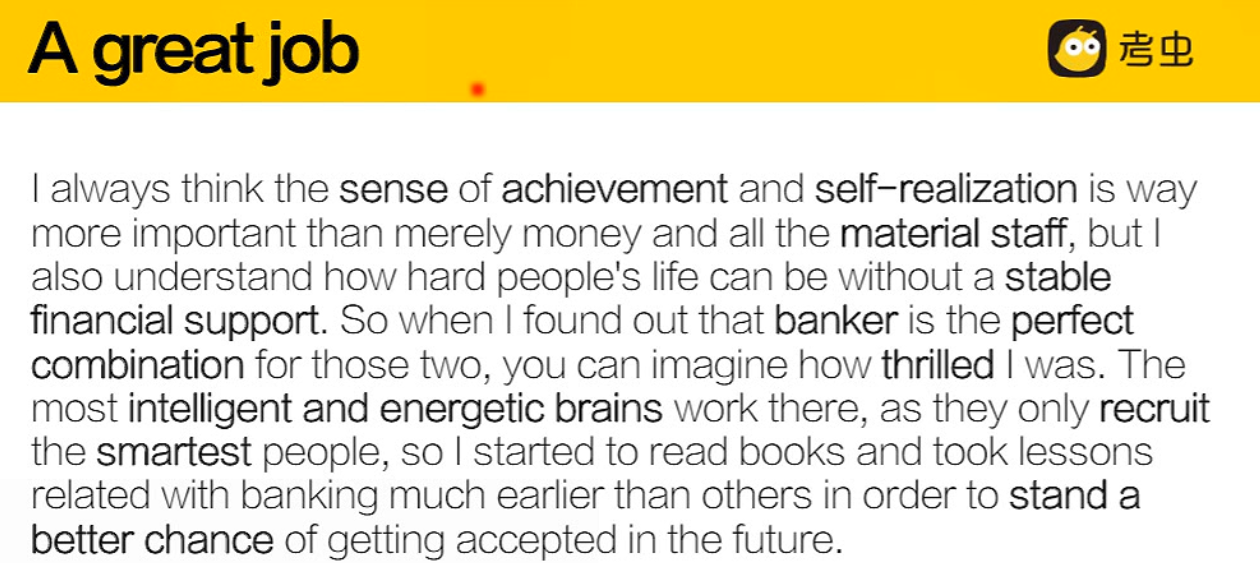 A great job
考虫
I always think the sense of achievement and self-realization is way
more important than merely money and all the material staff, but I
also understand how hard people's life can be without a stable
financial support. So when I found out that banker is the perfect
combination for those two, you can imagine how thrilled I was. The
most intelligent and energetic brains work there, as they only recruit
the smartest people, so I started to read books and took lessons
related with banking much earlier than others in order to stand a
better chance of getting accepted in the future.